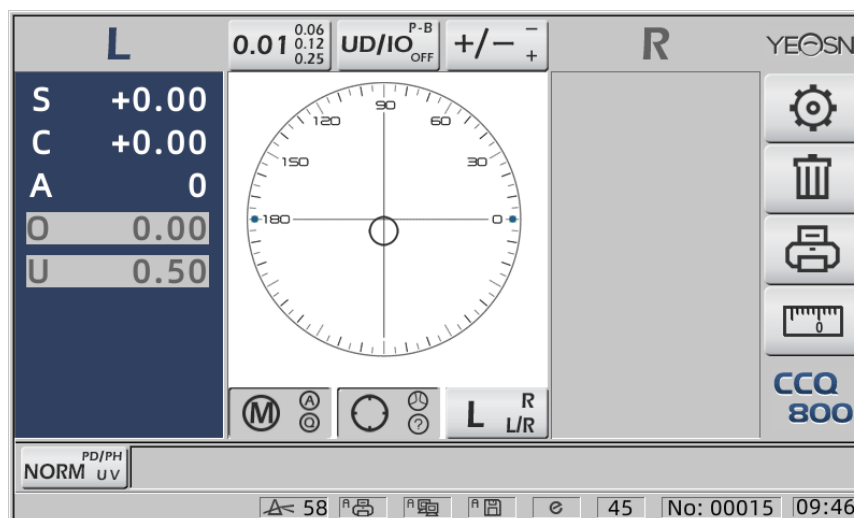 L
0.01 0.06 0.12 0.25
UD/IO P-B OFF
+/− − +
R
YEOSN
S +0.00
C +0.00
A 0
O 0.00
U 0.50
90
120 60
150 30
180 0
0
M A Q
?
L R L/R
CCQ
800
NORM PD/PH UV
58 A A A e 45 No: 00015 09:46